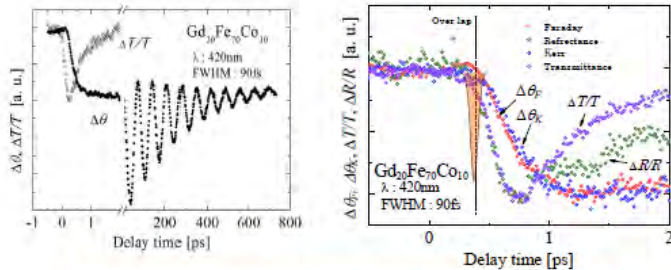 Δθ, ΔT/T [a. u.]
ΔT/T
Gd20Fe70Co10
λ : 420nm
FWHM : 90fs
Δθ
-1 0 1 200 400 600 800
Delay time [ps]
ΔθF, ΔθK, ΔT/T, ΔR/R [a. u.]
Over lap
Faraday
Refrectance
Kerr
Transmittance
ΔθF
ΔθK
ΔT/T
ΔR/R
Gd20Fe70Co10
λ : 420nm
FWHM : 90fs
0 1 2
Delay time [ps]